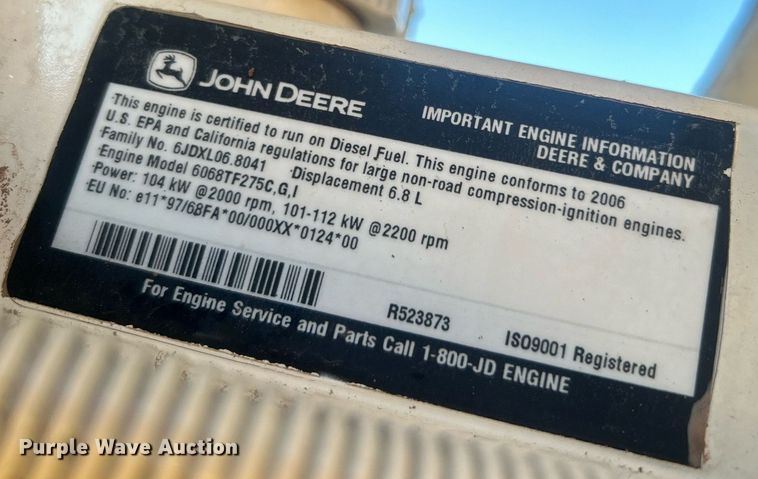 JOHN DEERE
IMPORTANT ENGINE INFORMATION
DEERE & COMPANY
This engine is certified to run on Diesel Fuel. This engine conforms to 2006
U.S. EPA and California regulations for large non-road compression-ignition engines.
Family No. 6JDXL06.8041 Displacement 6.8 L
Engine Model 6068TF275C,G,I
Power: 104 kW @2000 rpm, 101-112 kW @2200 rpm
EU No: e11*97/68FA*00/000XX*0124*00
R523873 ISO9001 Registered
For Engine Service and Parts Call 1-800-JD ENGINE
Purple Wave Auction